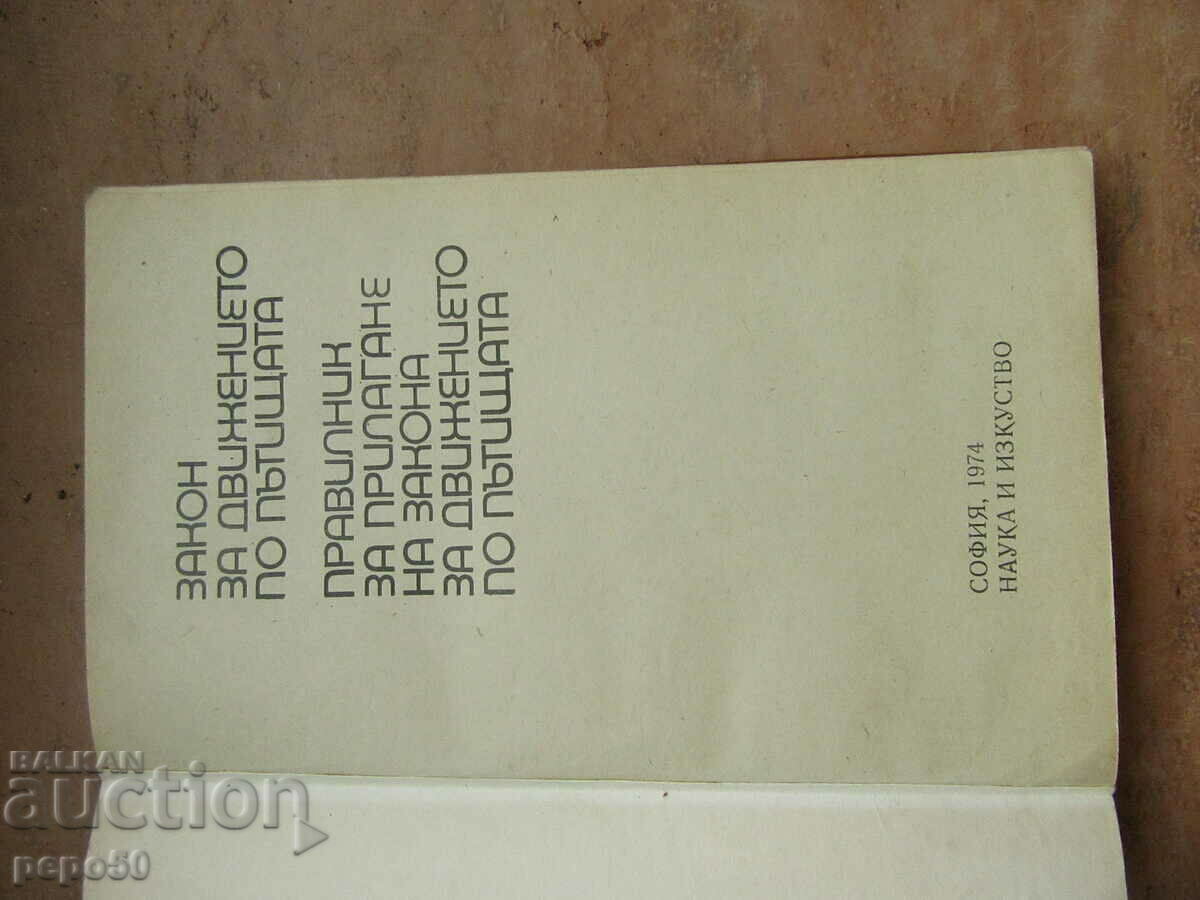 ЗАКОН
ЗА ДВИЖЕНИЕТО
ПО ПЪТИЩАТА
ПРАВИЛНИК
ЗА ПРИЛАГАНЕ
НА ЗАКОНА
ЗА ДВИЖЕНИЕТО
ПО ПЪТИЩАТА
СОФИЯ, 1974
НАУКА И ИЗКУСТВО
BALKAN
auction
pepo50